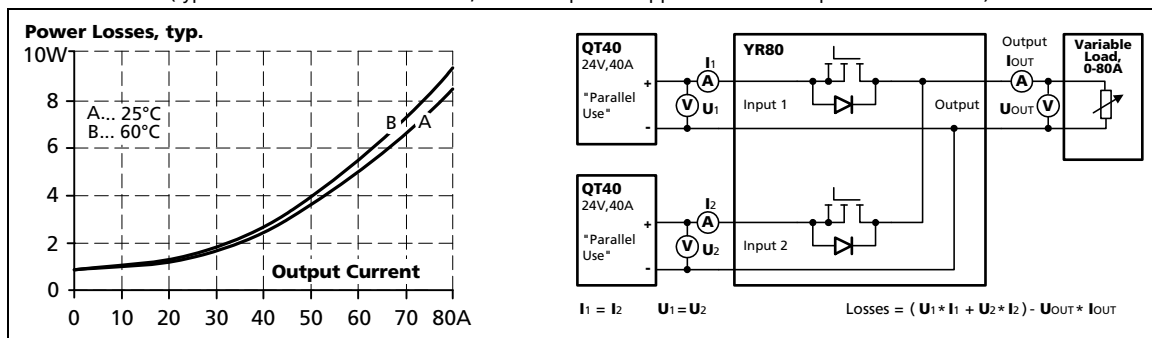 Power Losses, typ.
10W
8
6
4
2
0
A... 25°C
B... 60°C
B
A
Output Current
0 10 20 30 40 50 60 70 80A
QT40
24V,40A
"Parallel
Use"
+
-
I1
A
V
U1
YR80
Input 1
Output
Output
IOUT
A
UOUT
V
Variable
Load,
0-80A
QT40
24V,40A
"Parallel
Use"
+
-
I2
A
V
U2
Input 2
I1 = I2 U1=U2 Losses = ( U1* I1 + U2* I2 ) - UOUT* IOUT